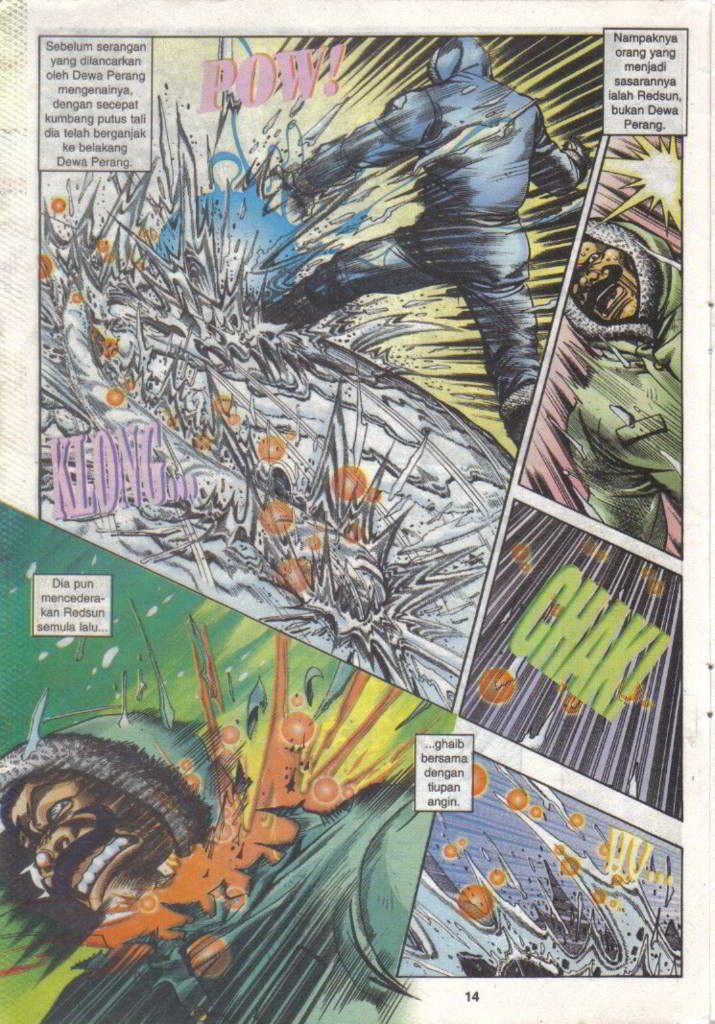 Sebelum serangan
yang dilancarkan
oleh Dewa Perang
mengenainya,
dengan secepat
kumbang putus tali
dia telah berganjak
ke belakang
Dewa Perang.
POW!
Nampaknya
orang yang
menjadi
sasarannya
ialah Redsun,
bukan Dewa
Perang.
KLONG...
CHAK!
Dia pun
mencedera-
kan Redsun
semula lalu...
...ghaib
bersama
dengan
tiupan
angin.
!!...
14